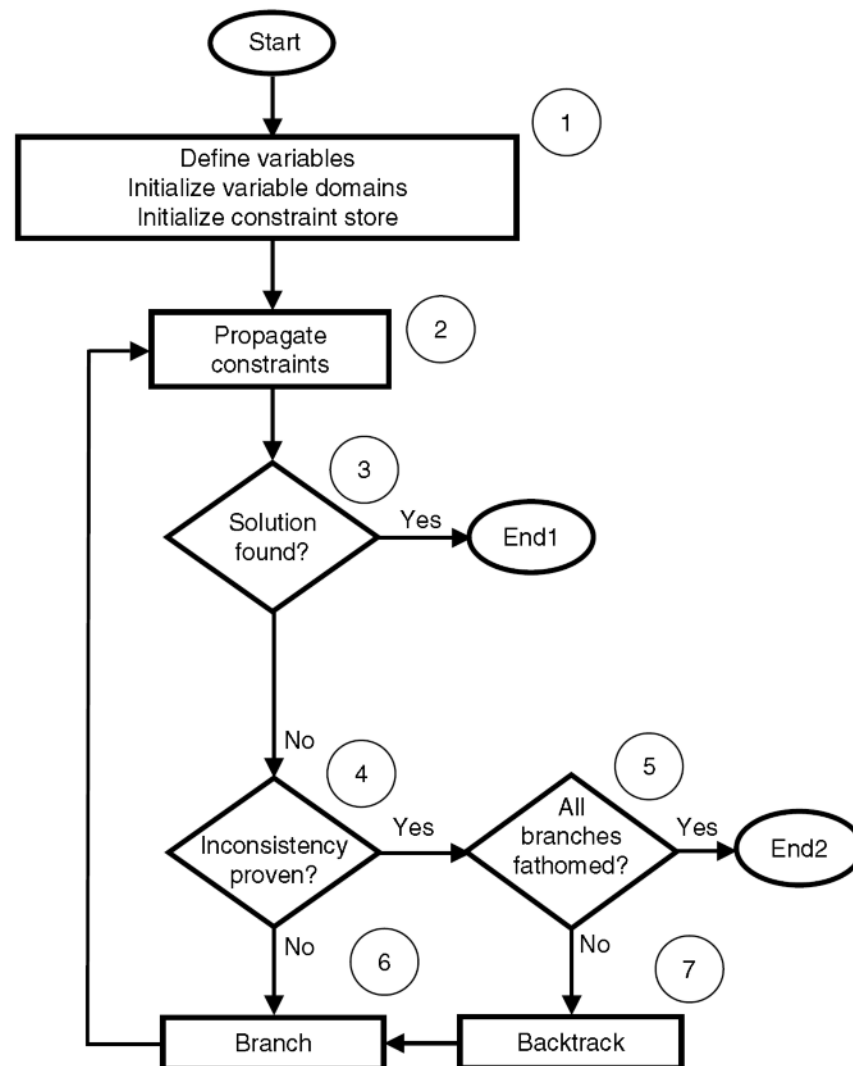 Start
1
Define variables
Initialize variable domains
Initialize constraint store
2
Propagate
constraints
3
Solution
found?
Yes
End1
No
4
Inconsistency
proven?
Yes
5
All
branches
fathomed?
Yes
End2
No
6
Branch
No
7
Backtrack